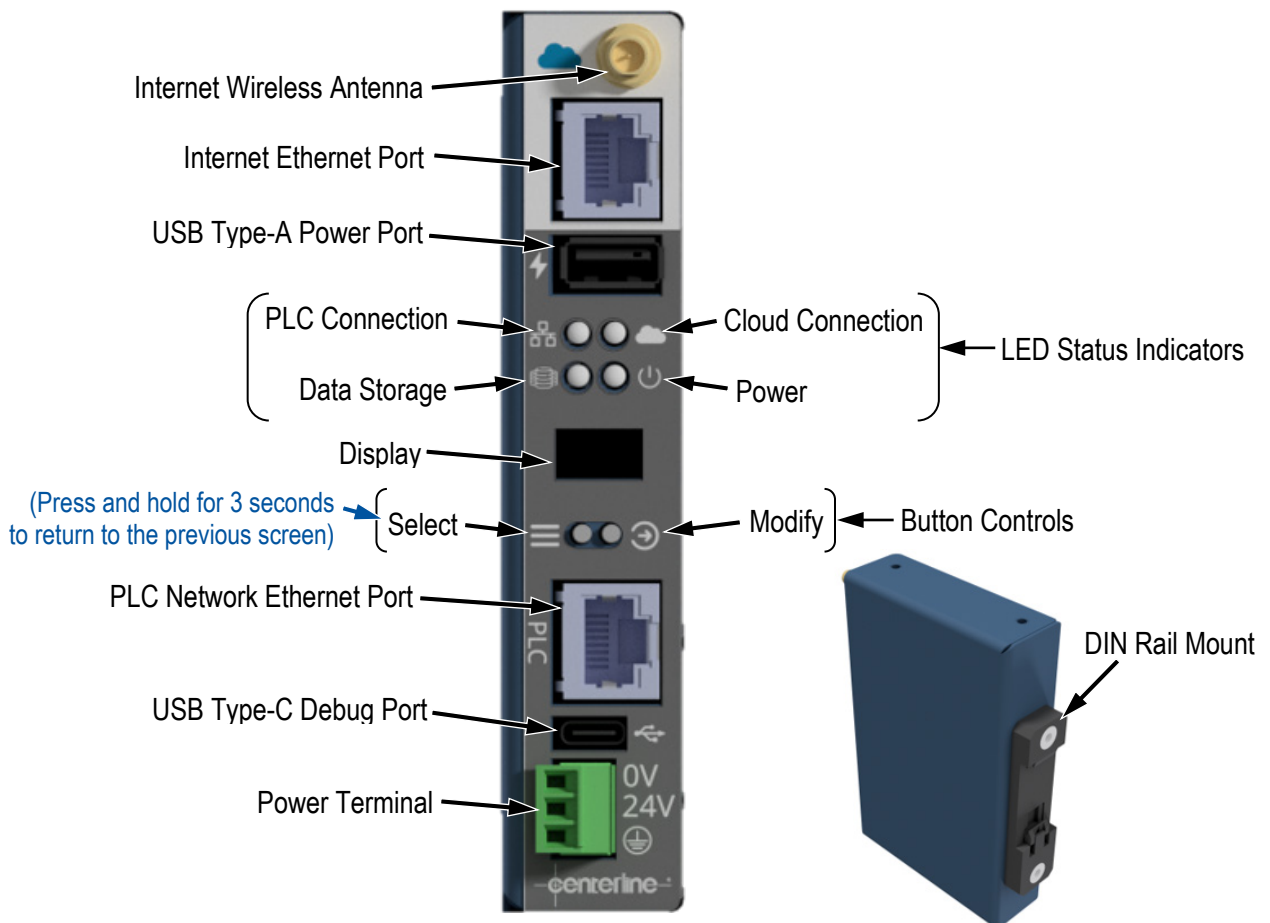 Internet Wireless Antenna
Internet Ethernet Port
USB Type-A Power Port
PLC Connection
Cloud Connection
LED Status Indicators
Data Storage
Power
Display
(Press and hold for 3 seconds
to return to the previous screen)
Select
Modify
Button Controls
PLC Network Ethernet Port
PLC
DIN Rail Mount
USB Type-C Debug Port
Power Terminal
0V
24V
centerline